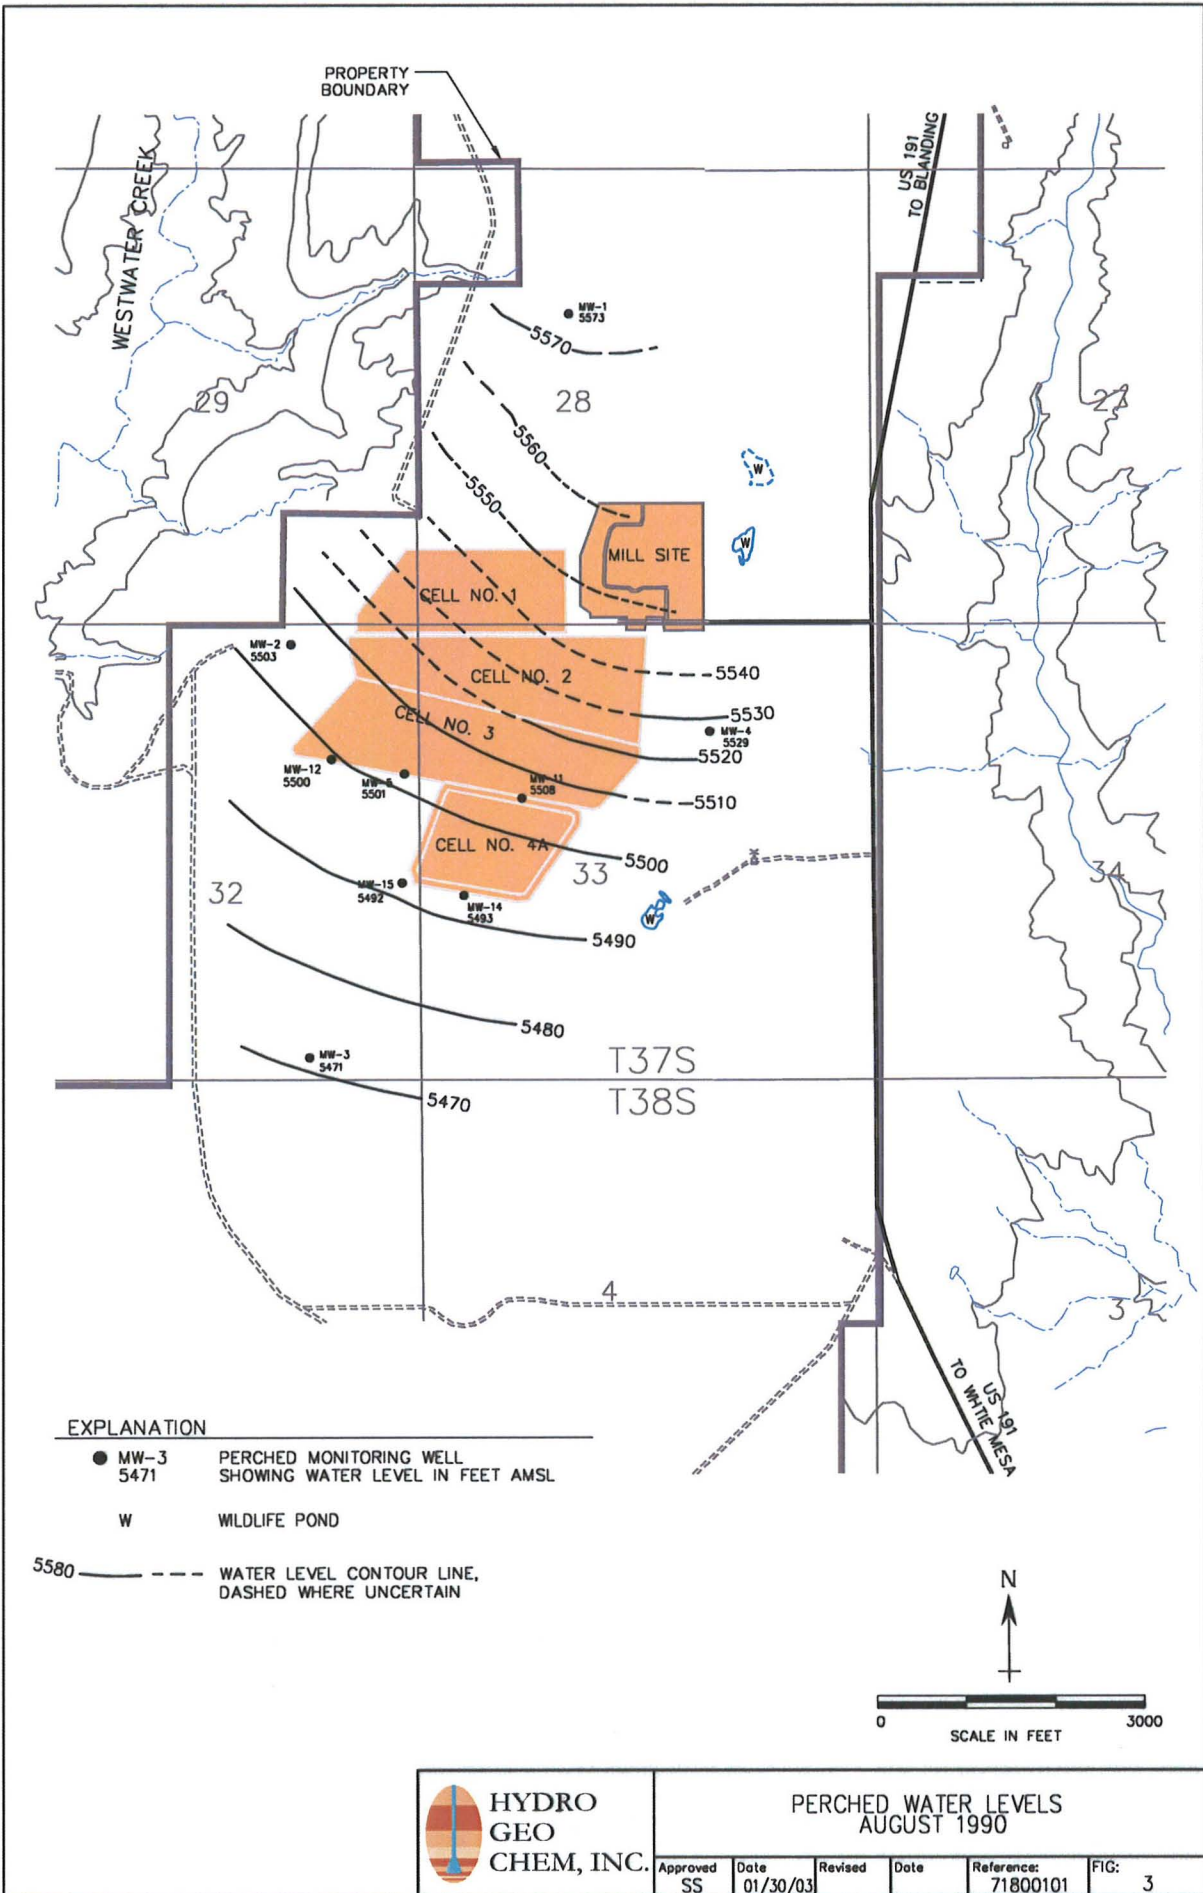 PROPERTY
BOUNDARY
WESTWATER CREEK
US 191
TO BLANDING
MW-1
5573
5570
29
28
27
5560
5550
W
W
MILL SITE
CELL NO. 1
MW-2
5503
CELL NO. 2
5540
5530
CELL NO. 3
MW-4
5529
5520
MW-12
5500
MW-5
5501
MW-11
5508
5510
CELL NO. 4A
5500
33
34
32
MW-15
5492
MW-14
5493
W
5490
5480
MW-3
5471
T37S
T38S
5470
4
3
US 191
TO WHTIE MESA
EXPLANATION
MW-3
5471
PERCHED MONITORING WELL
SHOWING WATER LEVEL IN FEET AMSL
W
WILDLIFE POND
5580
WATER LEVEL CONTOUR LINE,
DASHED WHERE UNCERTAIN
N
0
3000
SCALE IN FEET
HYDRO
GEO
CHEM, INC.
PERCHED WATER LEVELS
AUGUST 1990
Approved
SS
Date
01/30/03
Revised
Date
Reference:
71800101
FIG:
3